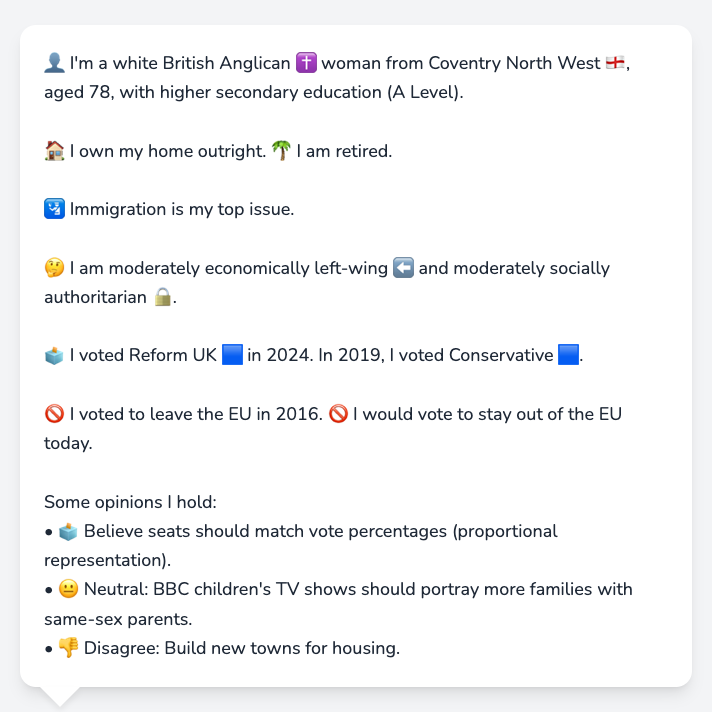 👤 I'm a white British Anglican ✝️ woman from Coventry North West 🏴󠁧󠁢󠁥󠁮󠁧󠁿,
aged 78, with higher secondary education (A Level).
🏠 I own my home outright. 🌴 I am retired.
🛂 Immigration is my top issue.
🤔 I am moderately economically left-wing ⬅️ and moderately socially
authoritarian 🔒.
🗳️ I voted Reform UK 🟦 in 2024. In 2019, I voted Conservative 🟦.
🚫 I voted to leave the EU in 2016. 🚫 I would vote to stay out of the EU
today.
Some opinions I hold:
• 🗳️ Believe seats should match vote percentages (proportional
representation).
• 😐 Neutral: BBC children's TV shows should portray more families with
same-sex parents.
• 👎 Disagree: Build new towns for housing.